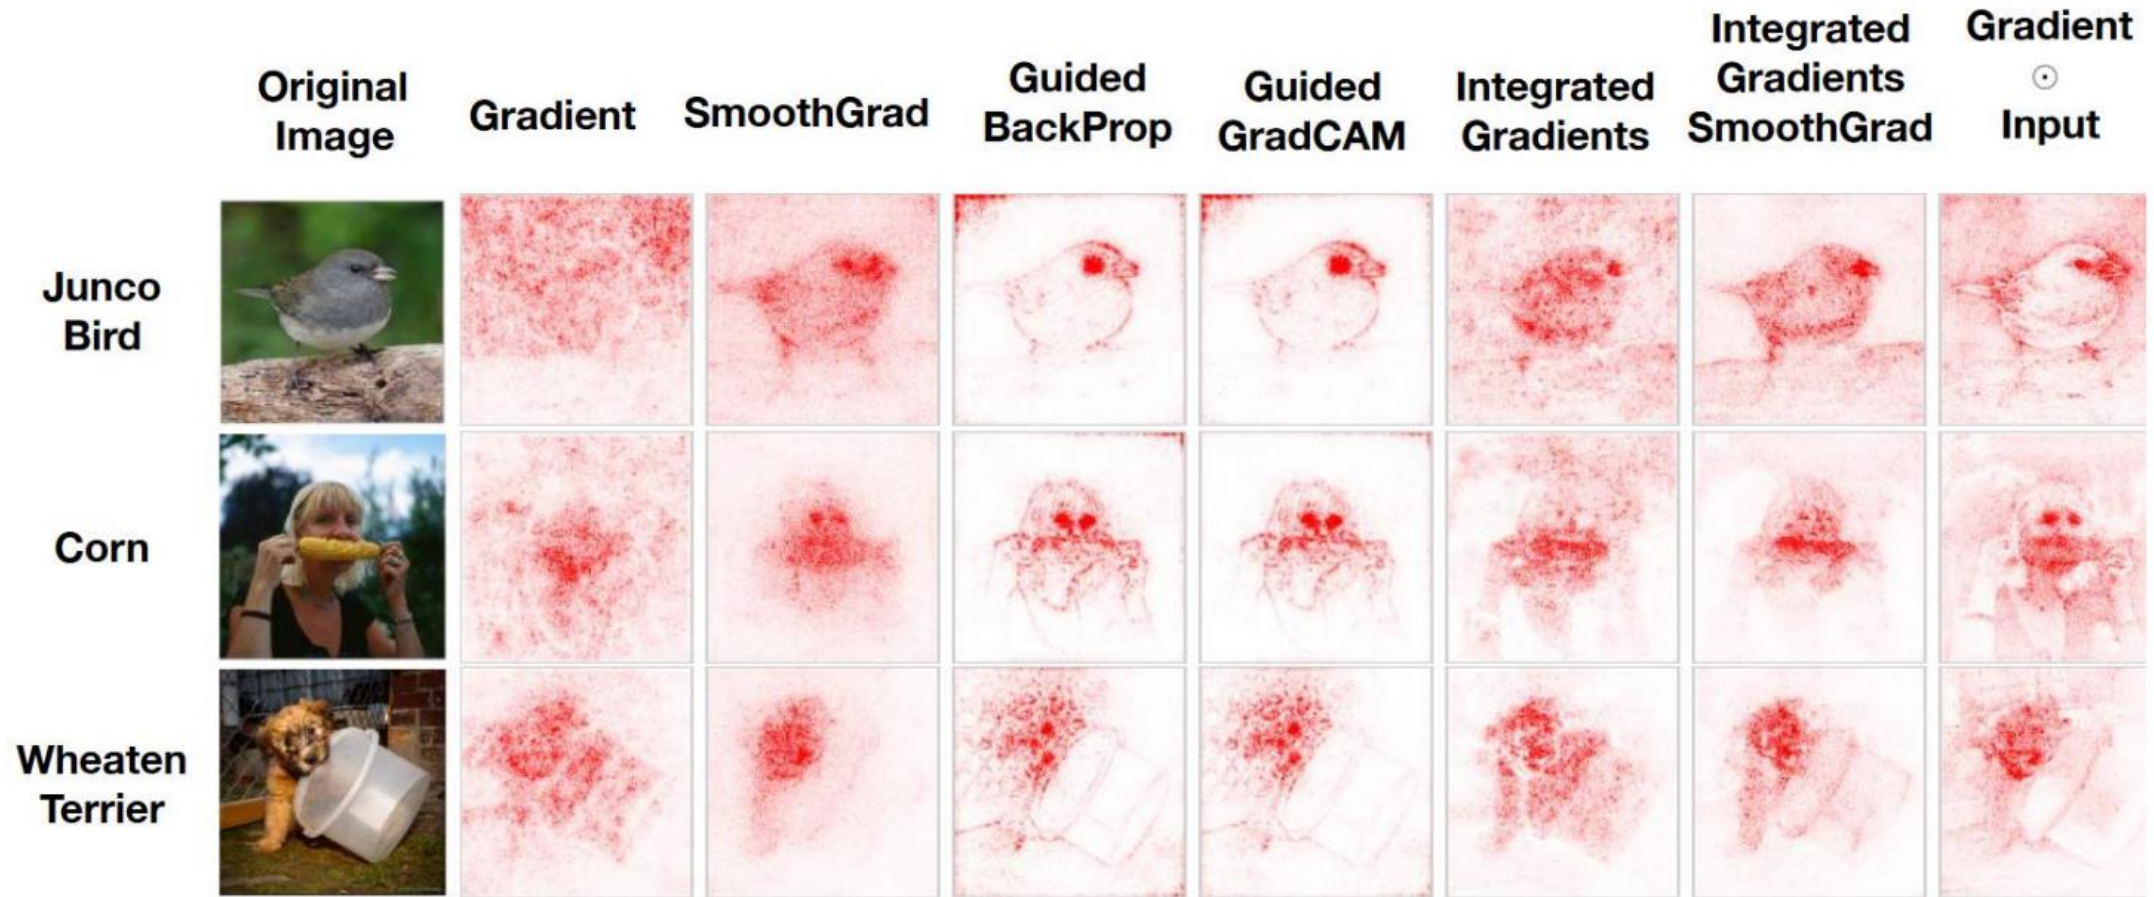 Original
Image
Gradient
SmoothGrad
Guided
BackProp
Guided
GradCAM
Integrated
Gradients
Integrated
Gradients
SmoothGrad
Gradient
⊙
Input
Junco
Bird
Corn
Wheaten
Terrier